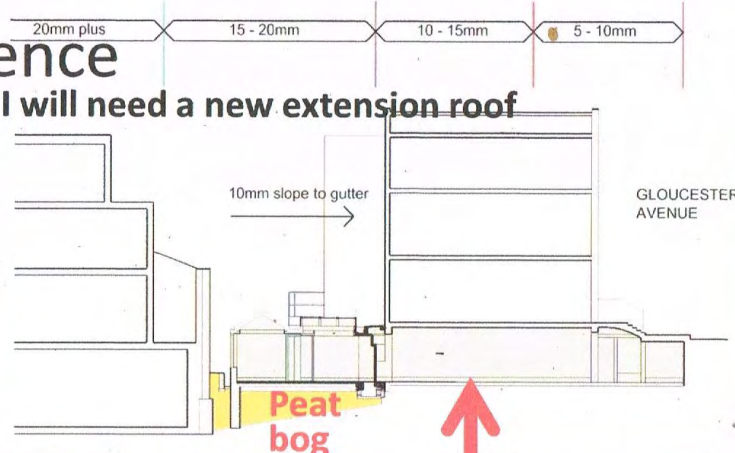 20mm plus
15 - 20mm
10 - 15mm
5 - 10mm
ence
I will need a new extension roof
10mm slope to gutter
GLOUCESTER
AVENUE
Peat
bog